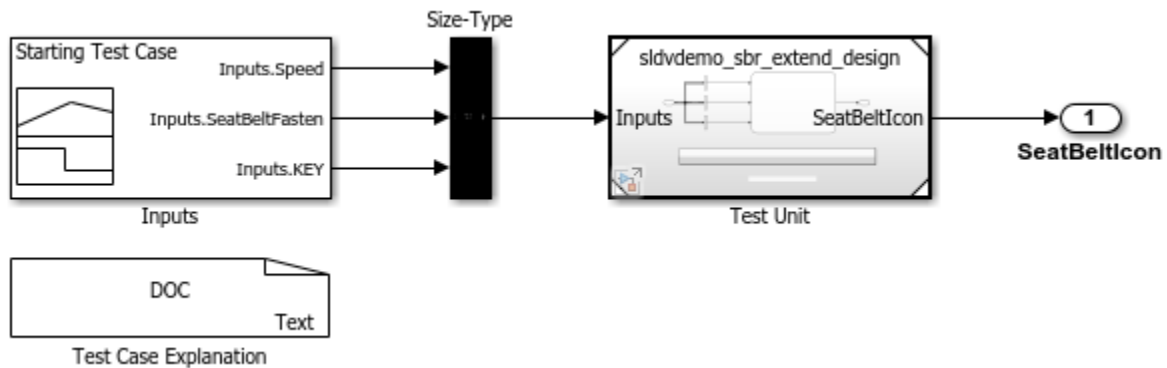 Size-Type
Starting Test Case
Inputs.Speed
Inputs.SeatBeltFasten
Inputs.KEY
Inputs
sldvdemo_sbr_extend_design
Inputs
SeatBeltIcon
Test Unit
1
SeatBeltIcon
DOC
Text
Test Case Explanation